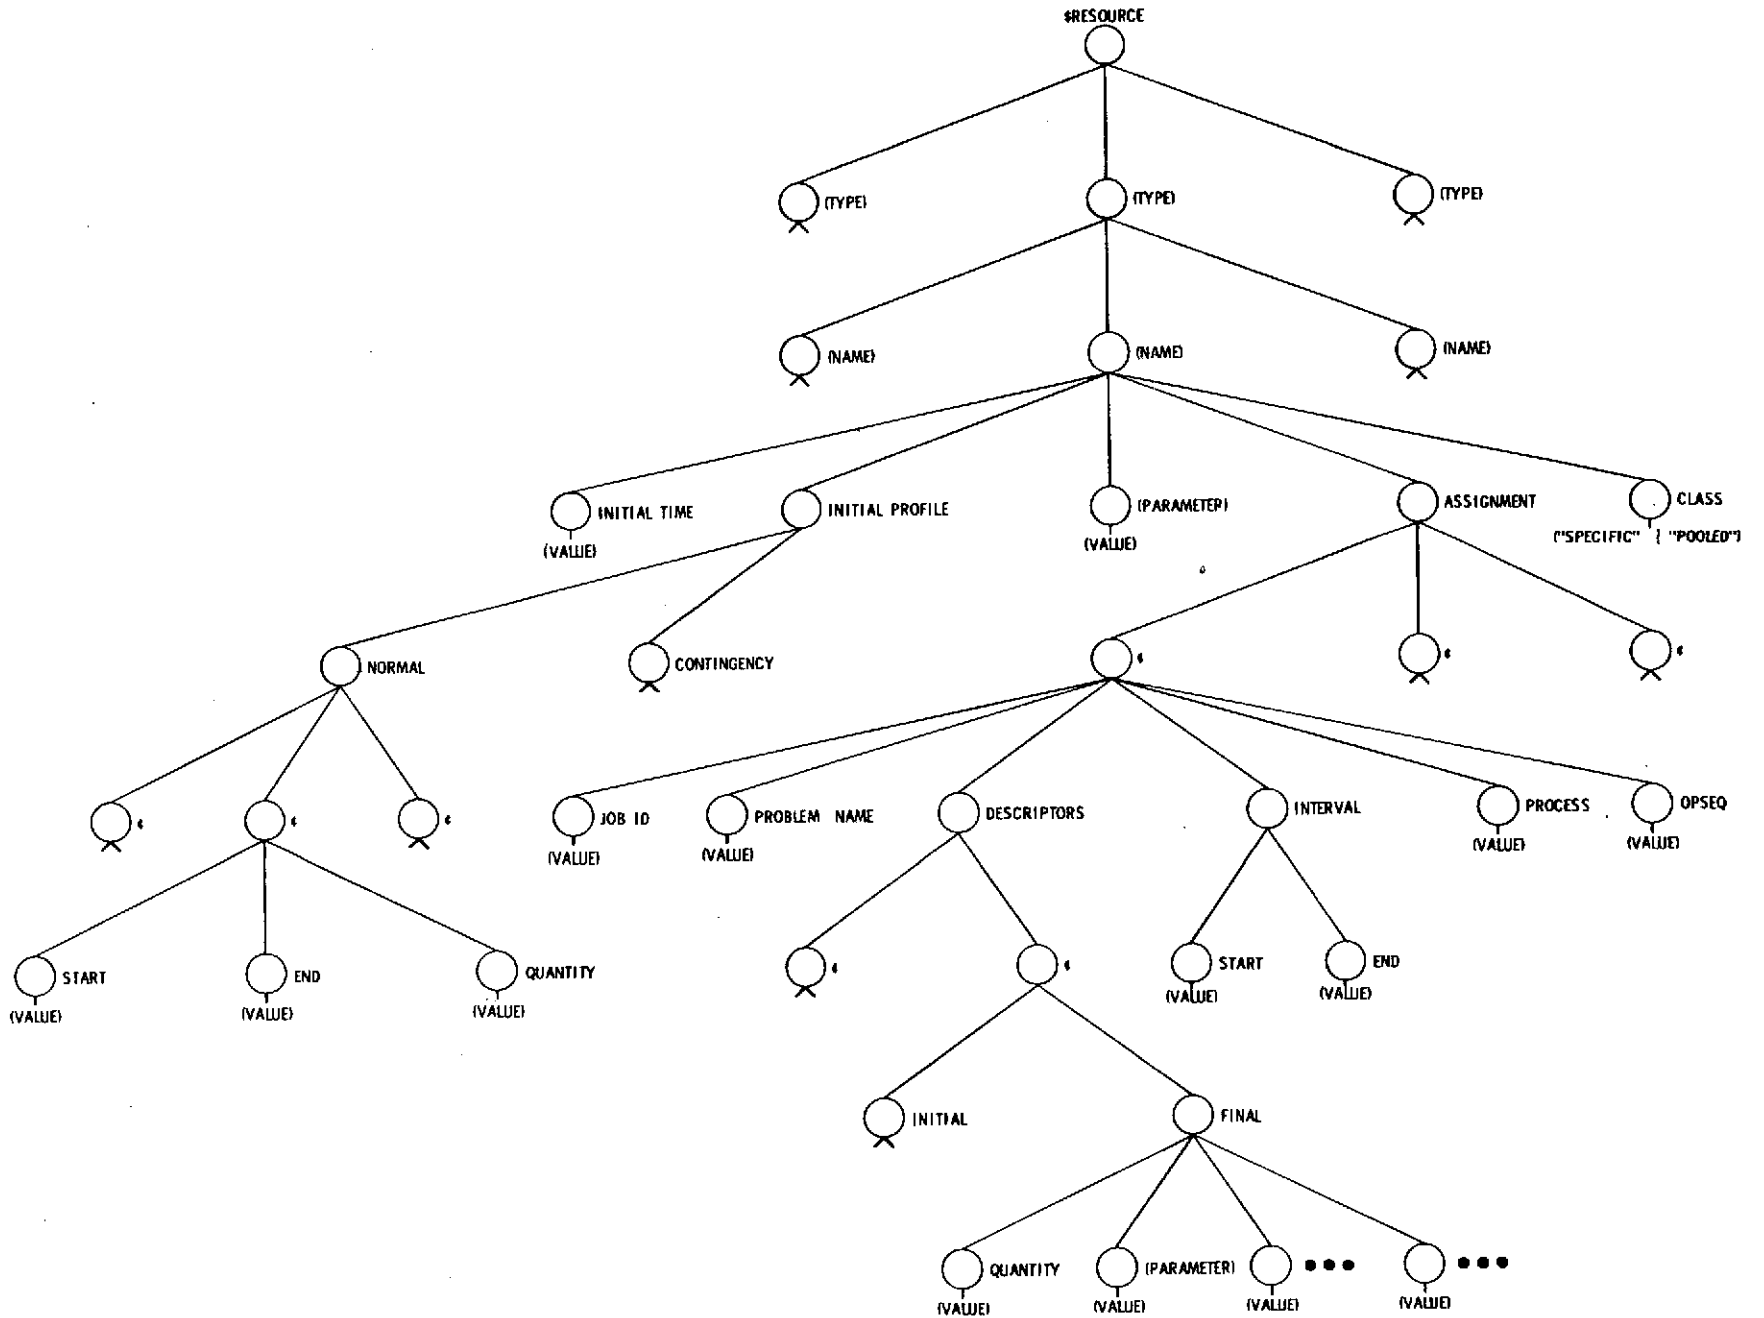 $RESOURCE
(TYPE) (TYPE) (TYPE)
(NAME) (NAME) (NAME)
INITIAL TIME INITIAL PROFILE (PARAMETER) ASSIGNMENT CLASS
(VALUE) (VALUE) ("SPECIFIC" | "POOLED")
NORMAL CONTINGENCY ¢ ¢ ¢
¢ ¢ ¢ JOB ID PROBLEM NAME DESCRIPTORS INTERVAL PROCESS OPSEQ
(VALUE) (VALUE) (VALUE) (VALUE)
START END QUANTITY ¢ ¢ START END
(VALUE) (VALUE) (VALUE) (VALUE) (VALUE)
INITIAL FINAL
QUANTITY (PARAMETER) ••• •••
(VALUE) (VALUE) (VALUE) (VALUE)